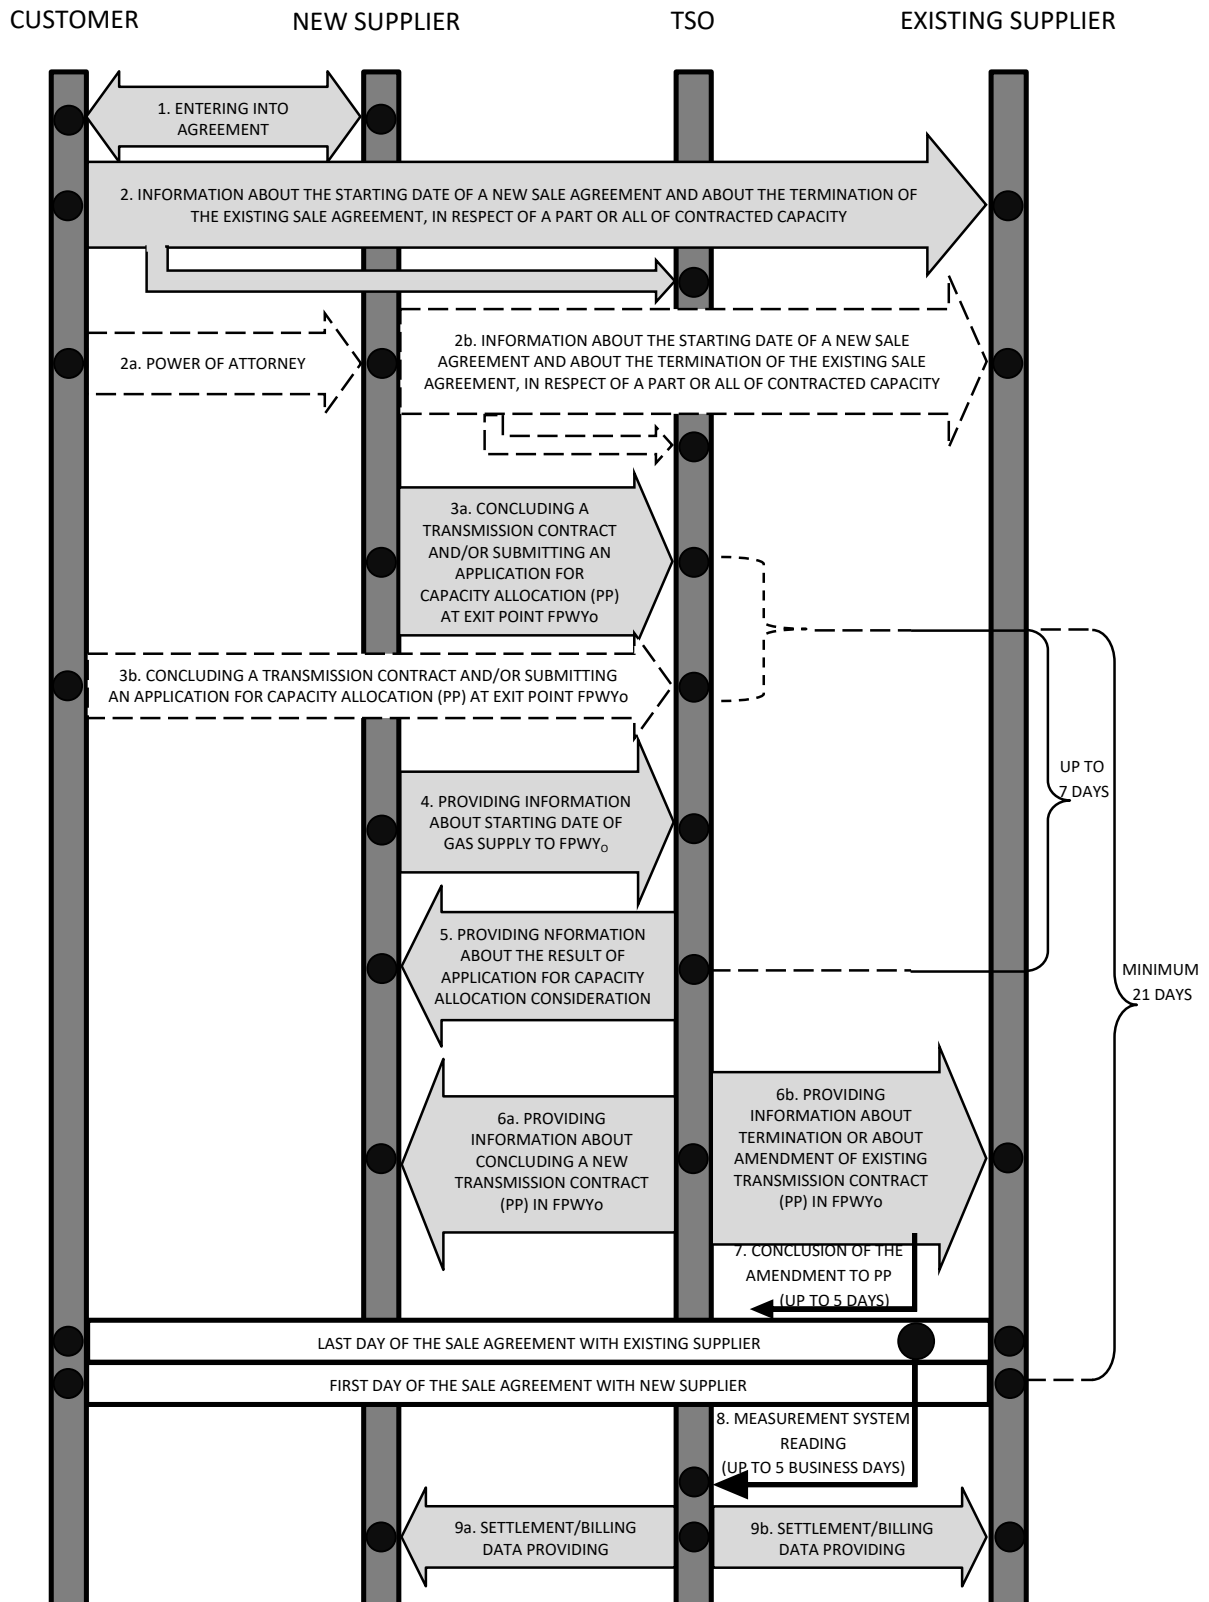 CUSTOMER
NEW SUPPLIER
TSO
EXISTING SUPPLIER
1. ENTERING INTO
AGREEMENT
2. INFORMATION ABOUT THE STARTING DATE OF A NEW SALE AGREEMENT AND ABOUT THE TERMINATION OF
THE EXISTING SALE AGREEMENT, IN RESPECT OF A PART OR ALL OF CONTRACTED CAPACITY
2a. POWER OF ATTORNEY
2b. INFORMATION ABOUT THE STARTING DATE OF A NEW SALE
AGREEMENT AND ABOUT THE TERMINATION OF THE EXISTING SALE
AGREEMENT, IN RESPECT OF A PART OR ALL OF CONTRACTED CAPACITY
3a. CONCLUDING A
TRANSMISSION CONTRACT
AND/OR SUBMITTING AN
APPLICATION FOR
CAPACITY ALLOCATION (PP)
AT EXIT POINT FPWYo
3b. CONCLUDING A TRANSMISSION CONTRACT AND/OR SUBMITTING
AN APPLICATION FOR CAPACITY ALLOCATION (PP) AT EXIT POINT FPWYo
UP TO
7 DAYS
4. PROVIDING INFORMATION
ABOUT STARTING DATE OF
GAS SUPPLY TO FPWYO
5. PROVIDING NFORMATION
ABOUT THE RESULT OF
APPLICATION FOR CAPACITY
ALLOCATION CONSIDERATION
MINIMUM
21 DAYS
6a. PROVIDING
INFORMATION ABOUT
CONCLUDING A NEW
TRANSMISSION CONTRACT
(PP) IN FPWYo
6b. PROVIDING
INFORMATION ABOUT
TERMINATION OR ABOUT
AMENDMENT OF EXISTING
TRANSMISSION CONTRACT
(PP) IN FPWYo
7. CONCLUSION OF THE
AMENDMENT TO PP
(UP TO 5 DAYS)
LAST DAY OF THE SALE AGREEMENT WITH EXISTING SUPPLIER
FIRST DAY OF THE SALE AGREEMENT WITH NEW SUPPLIER
8. MEASUREMENT SYSTEM
READING
(UP TO 5 BUSINESS DAYS)
9a. SETTLEMENT/BILLING
DATA PROVIDING
9b. SETTLEMENT/BILLING
DATA PROVIDING